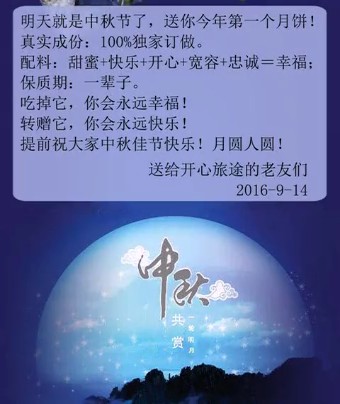 明天就是中秋节了，送你今年第一个月饼！
真实成份：100%独家订做。
配料：甜蜜+快乐+开心+宽容+忠诚＝幸福；
保质期：一辈子。
吃掉它，你会永远幸福！
转赠它，你会永远快乐！
提前祝大家中秋佳节快乐！月圆人圆！
送给开心旅途的老友们
2016-9-14
中秋
共赏